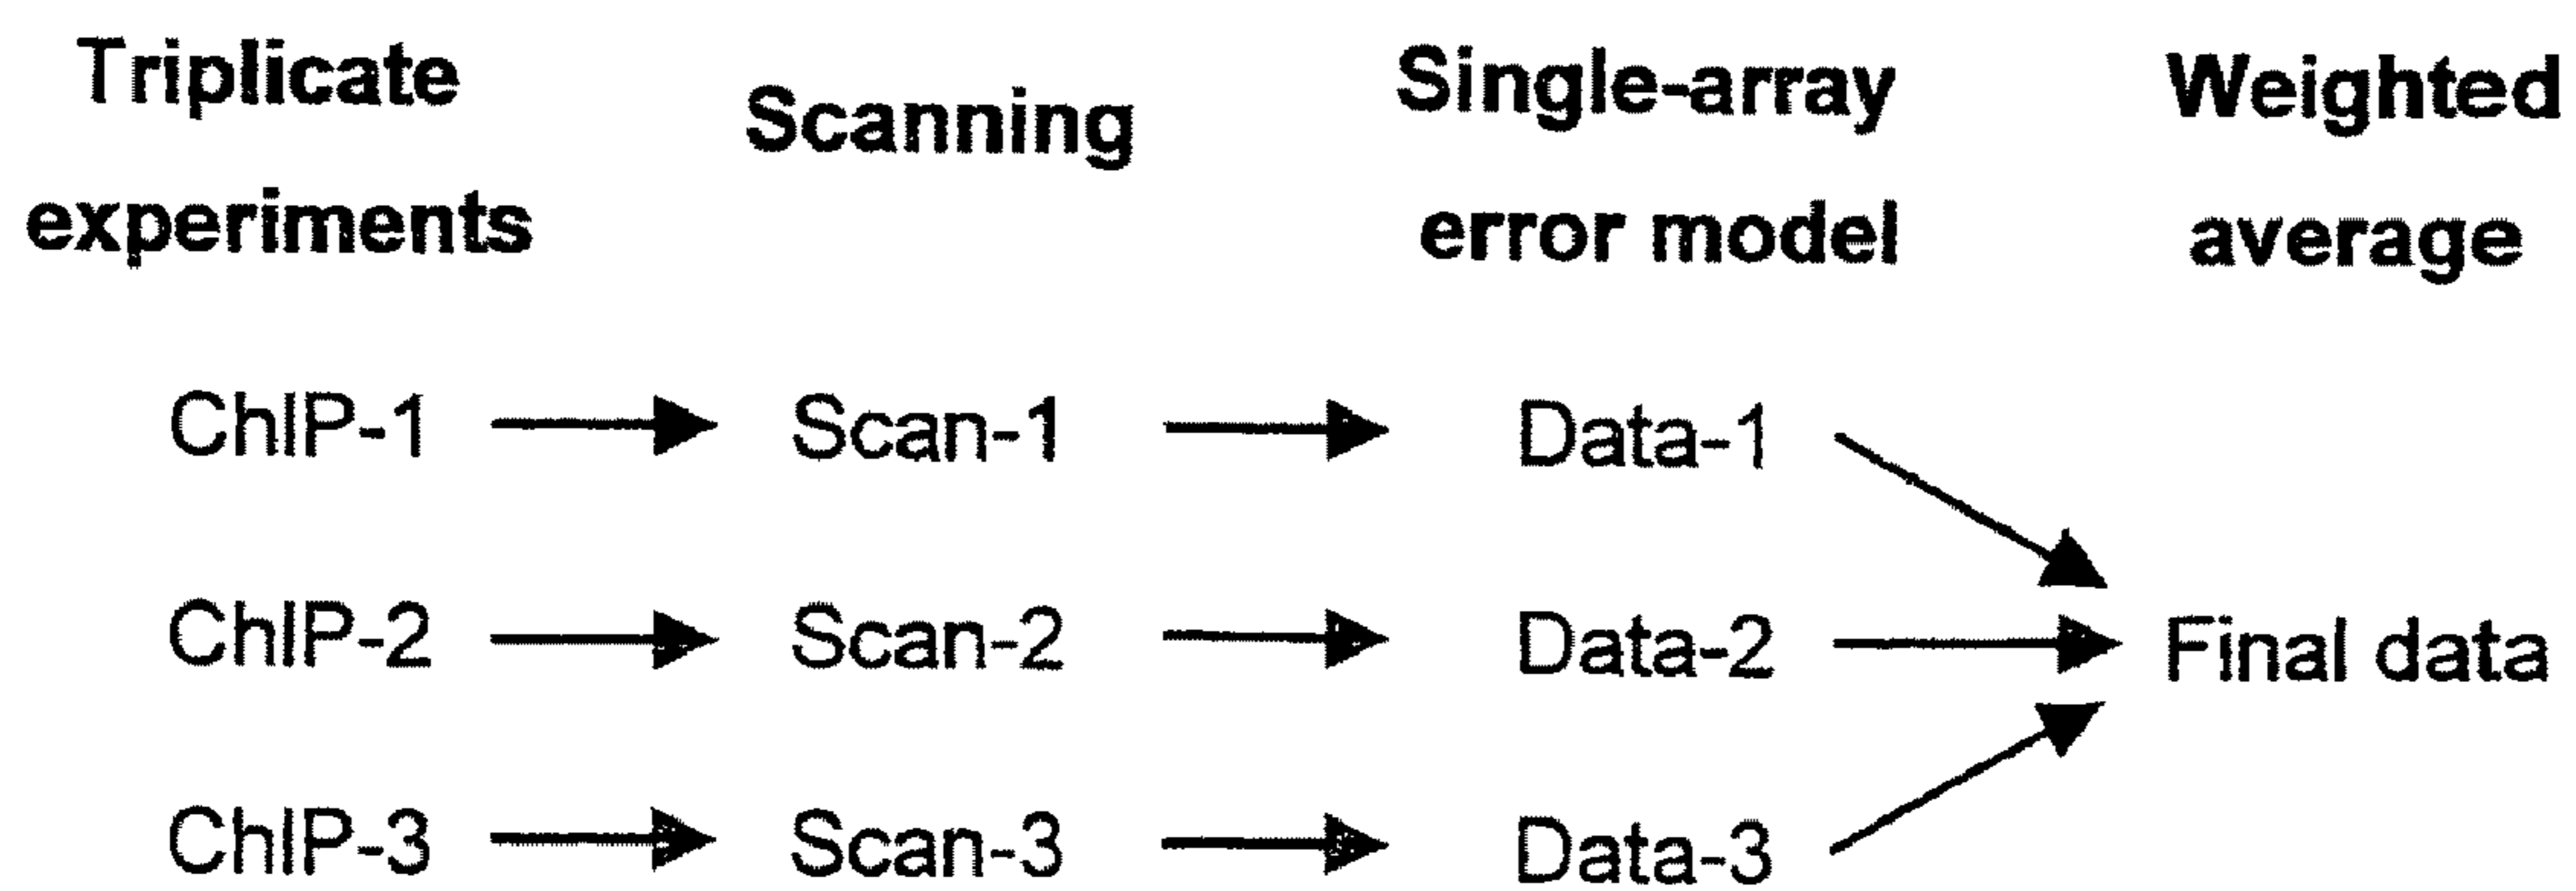 Triplicate
experiments
Scanning
Single-array
error model
Weighted
average
ChIP-1 Scan-1 Data-1
ChIP-2 Scan-2 Data-2 Final data
ChIP-3 Scan-3 Data-3